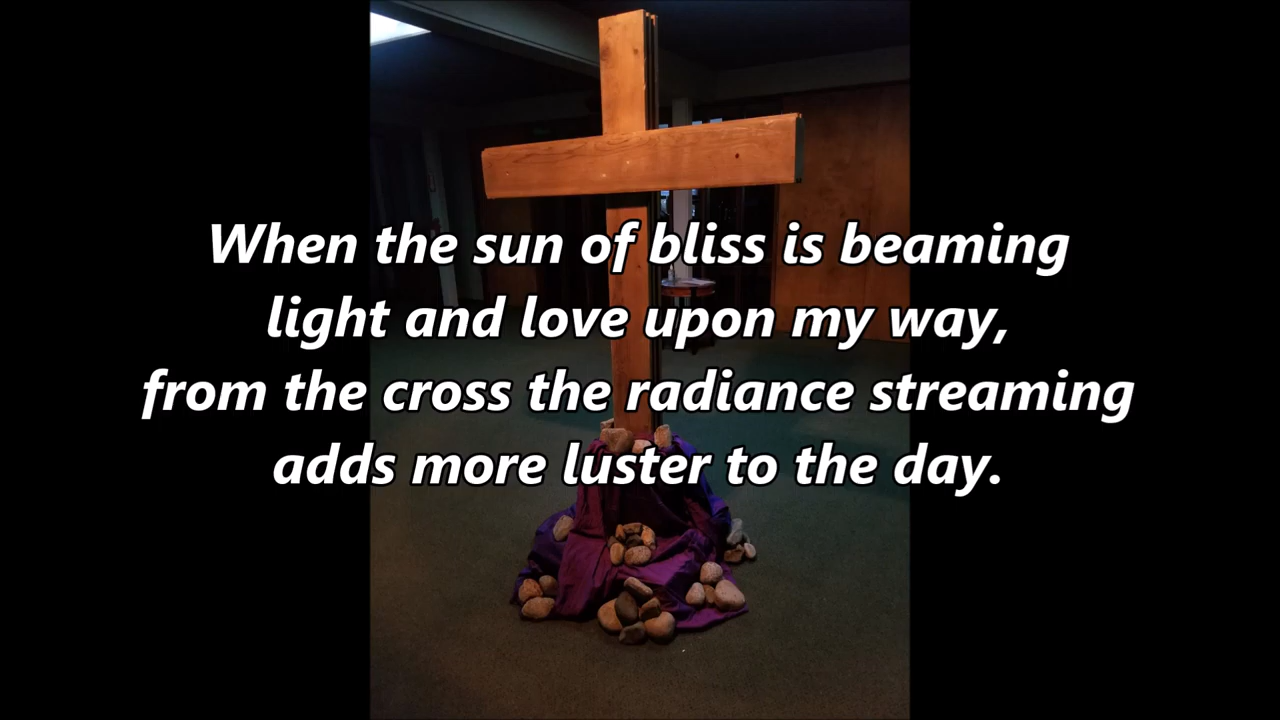 When the sun of bliss is beaming
light and love upon my way,
from the cross the radiance streaming
adds more luster to the day.